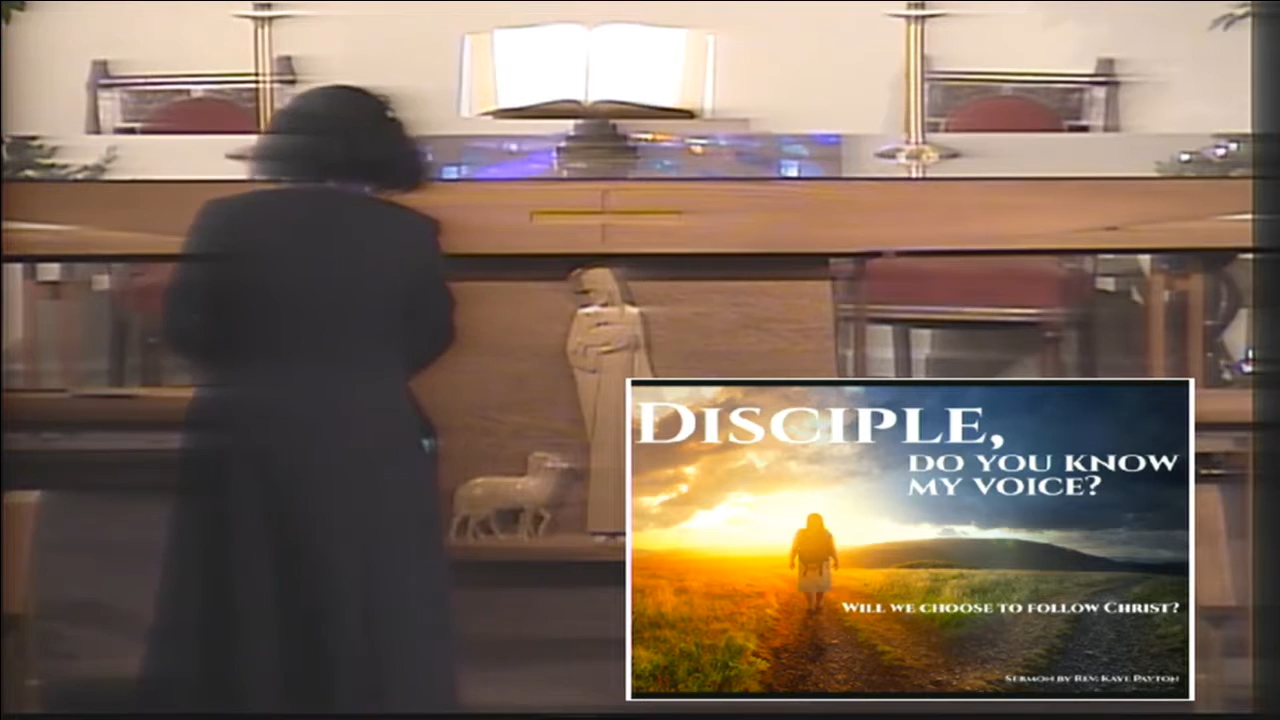 DISCIPLE,
DO YOU KNOW
MY VOICE?
WILL WE CHOOSE TO FOLLOW CHRIST?
SERMON BY REV. KAYE PAYTON